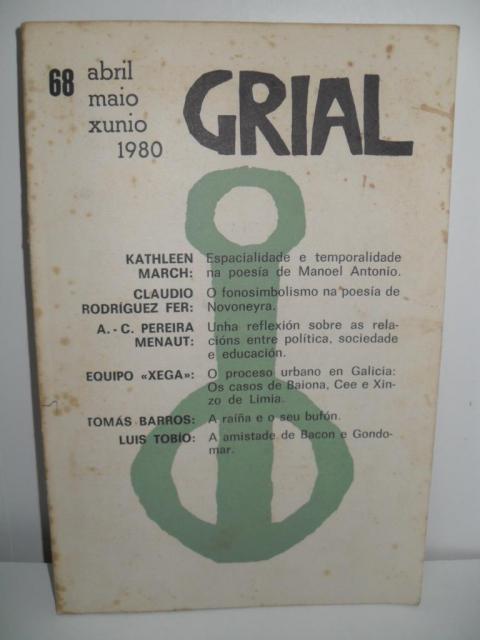 68 abril
maio
xunio
1980
GRIAL
KATHLEEN MARCH: Espacialidade e temporalidade
na poesía de Manoel Antonio.
CLAUDIO RODRÍGUEZ FER: O fonosimbolismo na poesía de
Novoneyra.
A. - C. PEREIRA MENAUT: Unha reflexión sobre as rela-
cións entre política, sociedade
e educación.
EQUIPO «XEGA»: O proceso urbano en Galicia:
Os casos de Baiona, Cee e Xin-
zo de Limia.
TOMÁS BARROS: A raíña e o seu bufón.
LUIS TOBÍO: A amistade de Bacon e Gondo-
mar.